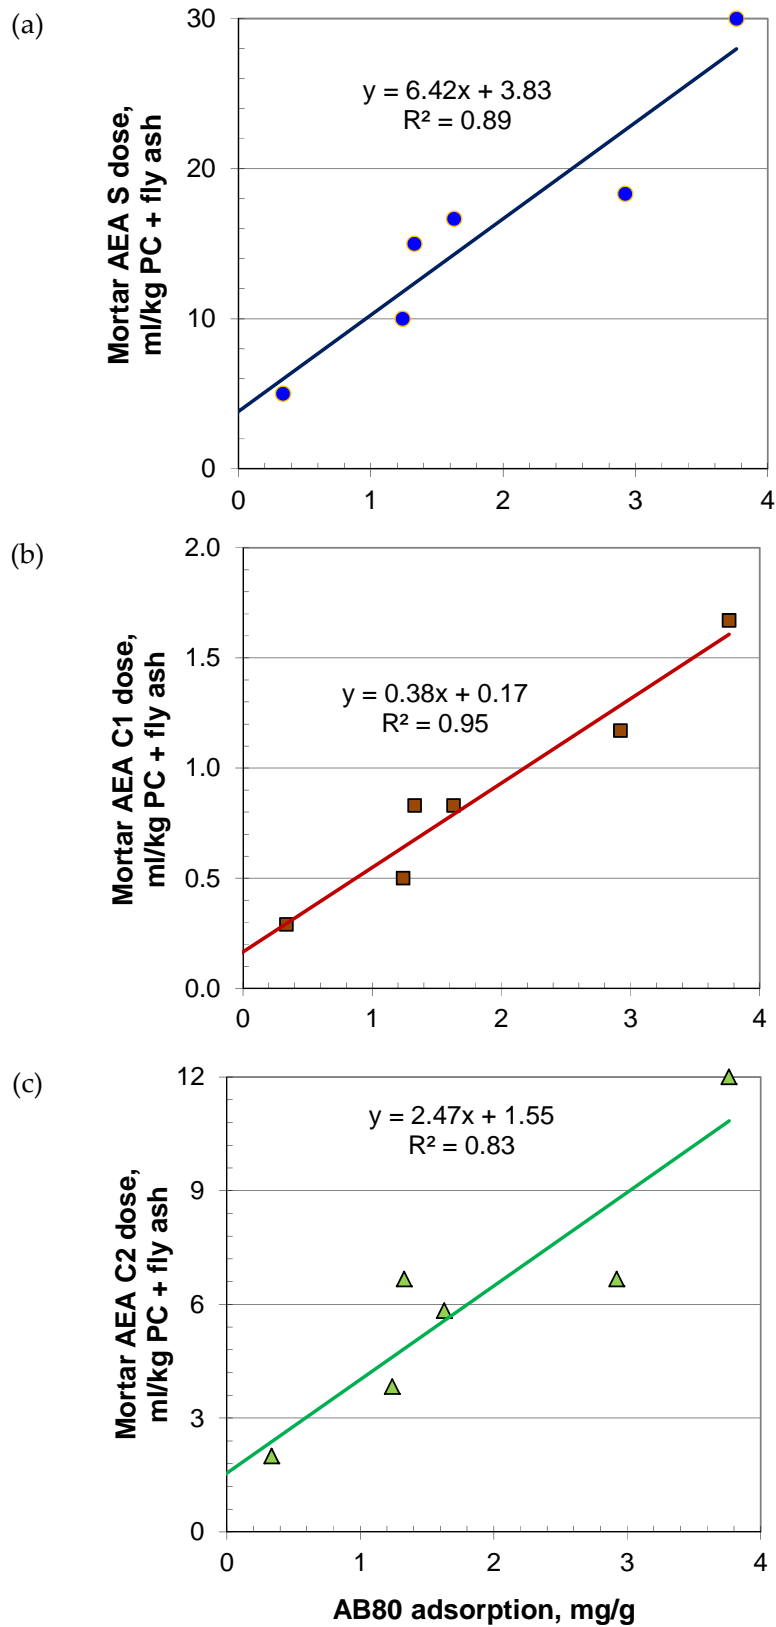 (a)
Mortar AEA S dose,
ml/kg PC + fly ash
30
20
10
0
y = 6.42x + 3.83
R² = 0.89
0 1 2 3 4
(b)
Mortar AEA C1 dose,
ml/kg PC + fly ash
2.0
1.5
1.0
0.5
0.0
y = 0.38x + 0.17
R² = 0.95
0 1 2 3 4
(c)
Mortar AEA C2 dose,
ml/kg PC + fly ash
12
9
6
3
0
y = 2.47x + 1.55
R² = 0.83
0 1 2 3 4
AB80 adsorption, mg/g